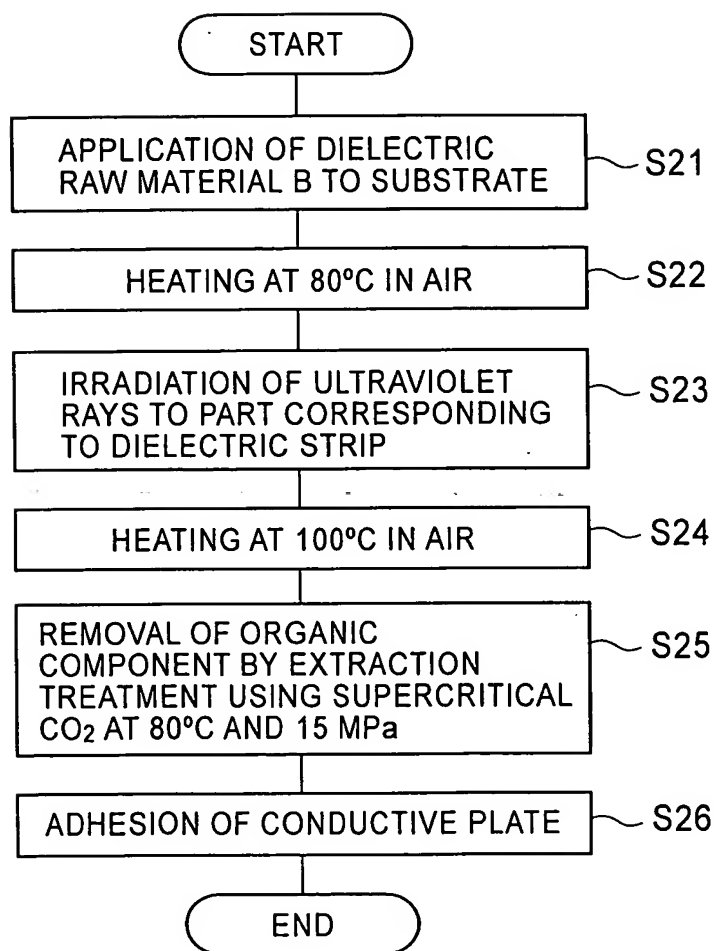 START
APPLICATION OF DIELECTRIC
RAW MATERIAL B TO SUBSTRATE
S21
HEATING AT 80ºC IN AIR
S22
IRRADIATION OF ULTRAVIOLET
RAYS TO PART CORRESPONDING
TO DIELECTRIC STRIP
S23
HEATING AT 100ºC IN AIR
S24
REMOVAL OF ORGANIC
COMPONENT BY EXTRACTION
TREATMENT USING SUPERCRITICAL
CO₂ AT 80ºC AND 15 MPa
S25
ADHESION OF CONDUCTIVE PLATE
S26
END